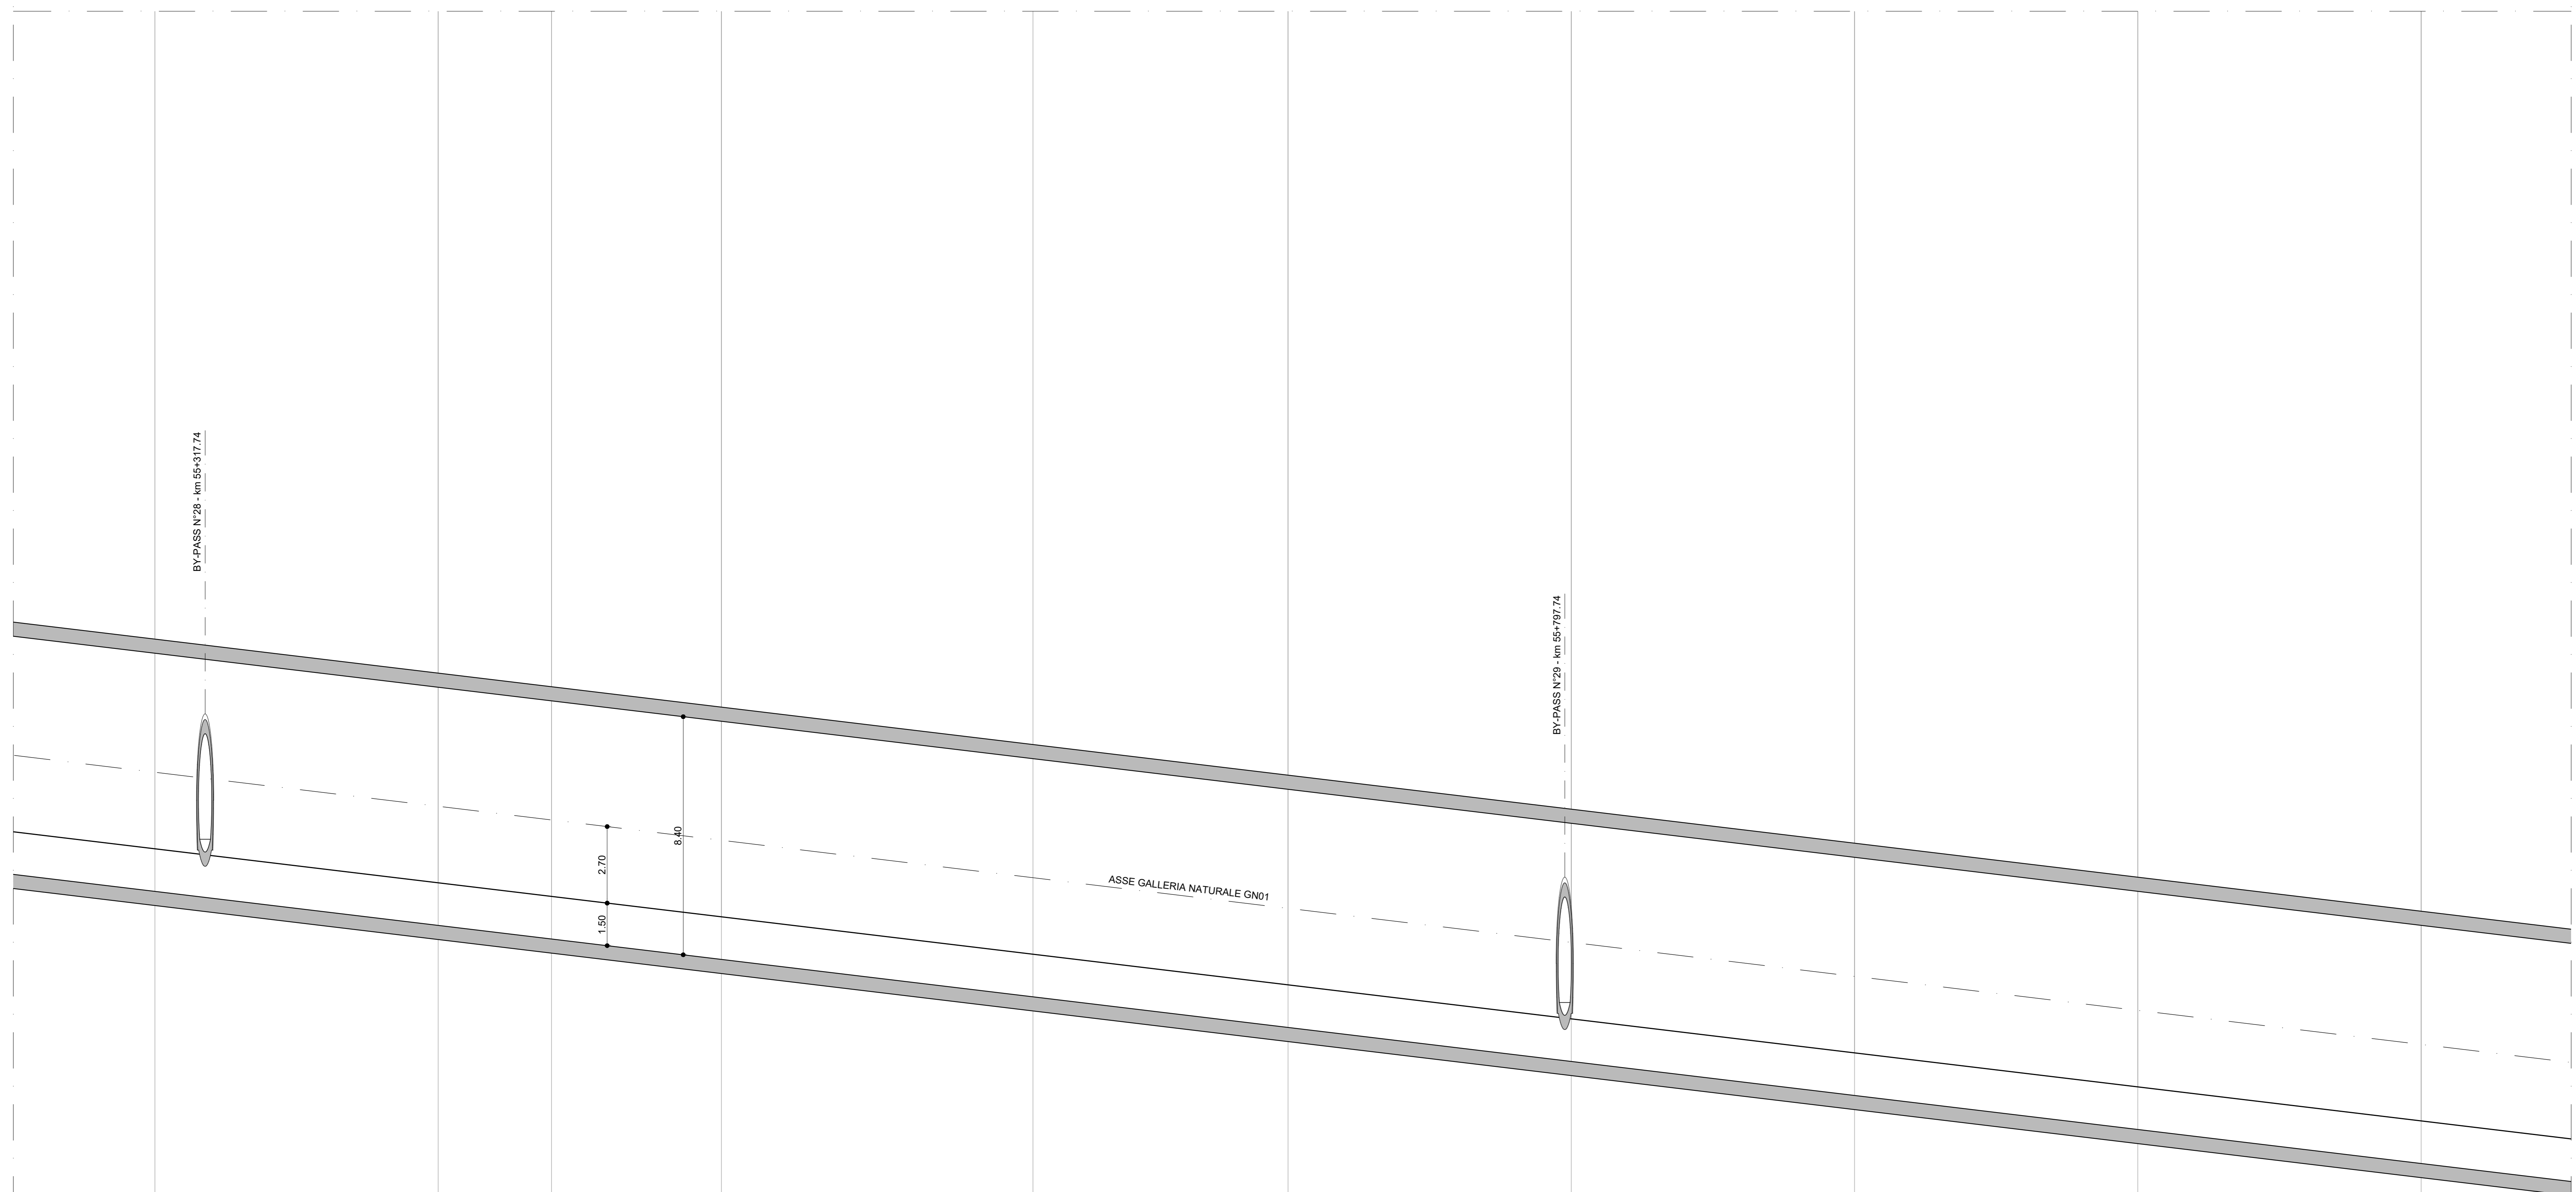 BY-PASS N°28 - km 55+317.74
BY-PASS N°29 - km 55+797.74
8.40
2.70
ASSE GALLERIA NATURALE GN01
1.50